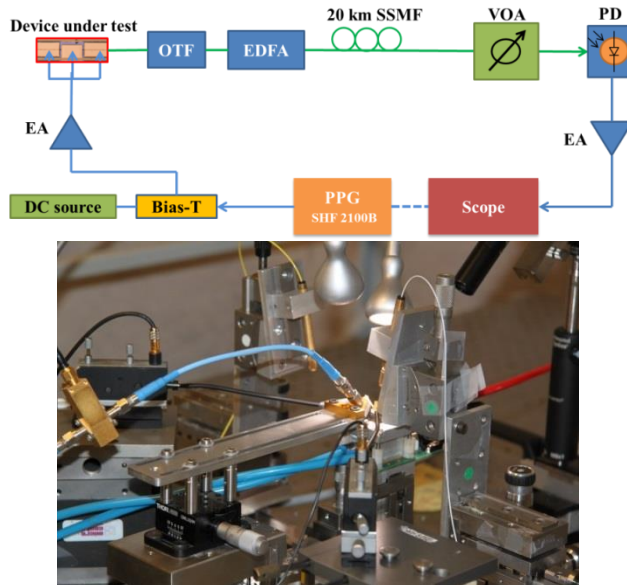 20 km SSMF
VOA
PD
Device under test
OTF
EDFA
EA
EA
PPG
SHF 2100B
Scope
DC source
Bias-T
THORLABS